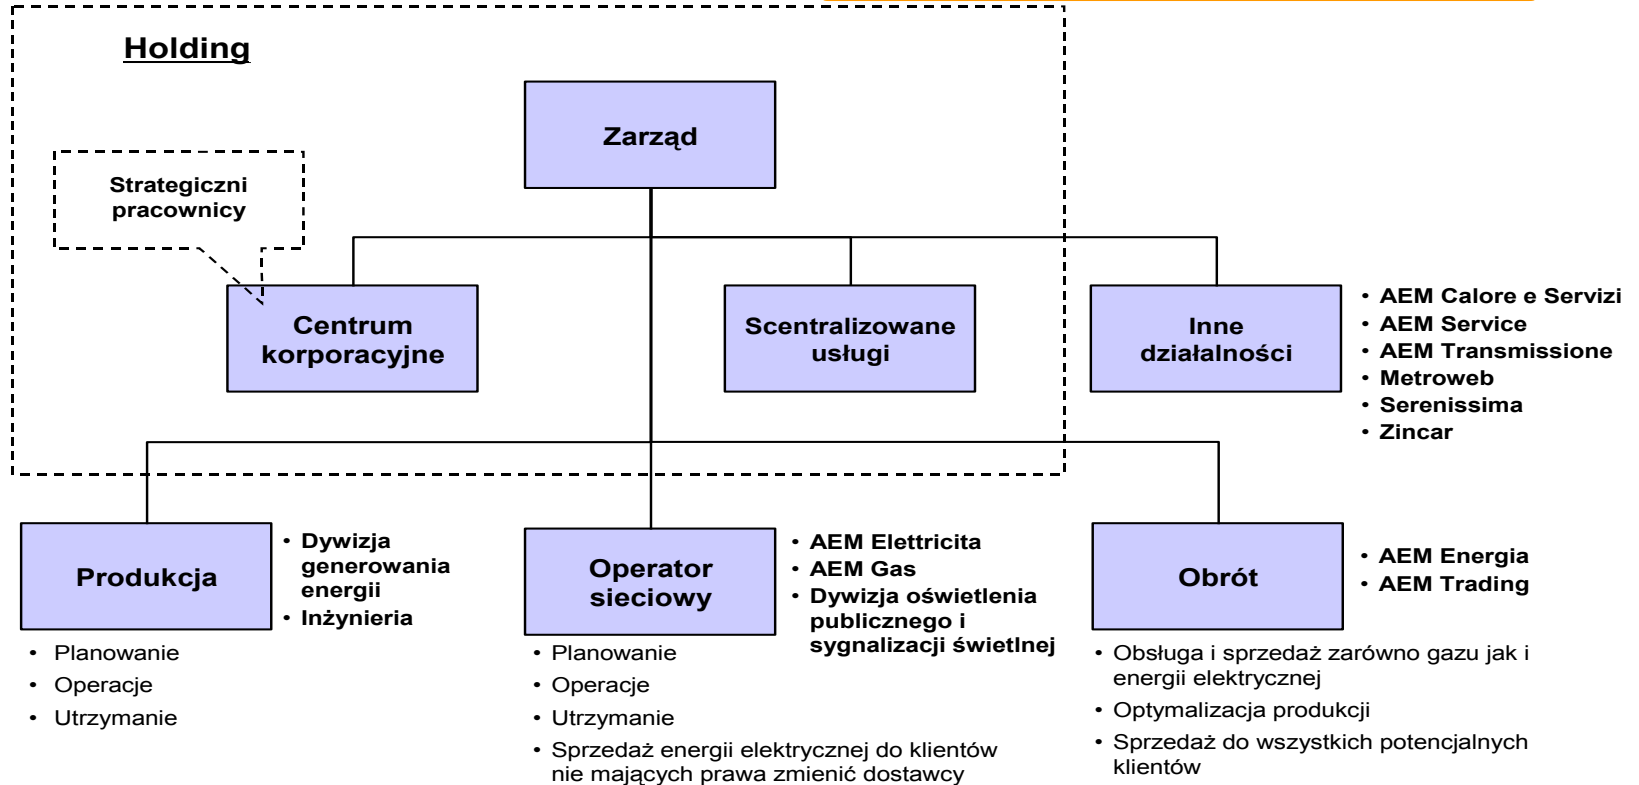 Holding
Zarząd
Strategiczni
pracownicy
Centrum
korporacyjne
Scentralizowane
usługi
Inne
działalności
• AEM Calore e Servizi
• AEM Service
• AEM Transmissione
• Metroweb
• Serenissima
• Zincar
Produkcja
• Dywizja
generowania
energii
• Inżynieria
• Planowanie
• Operacje
• Utrzymanie
Operator
sieciowy
• AEM Elettricita
• AEM Gas
• Dywizja oświetlenia
publicznego i
sygnalizacji świetlnej
• Planowanie
• Operacje
• Utrzymanie
• Sprzedaż energii elektrycznej do klientów
nie mających prawa zmienić dostawcy
Obrót
• AEM Energia
• AEM Trading
• Obsługa i sprzedaż zarówno gazu jak i
energii elektrycznej
• Optymalizacja produkcji
• Sprzedaż do wszystkich potencjalnych
klientów